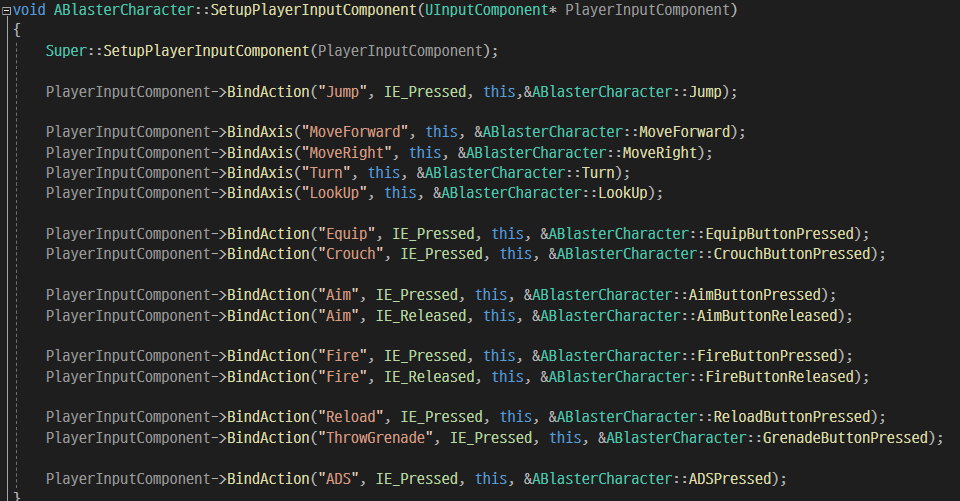 void ABlasterCharacter::SetupPlayerInputComponent(UInputComponent* PlayerInputComponent)
{
    Super::SetupPlayerInputComponent(PlayerInputComponent);

    PlayerInputComponent->BindAction("Jump", IE_Pressed, this,&ABlasterCharacter::Jump);

    PlayerInputComponent->BindAxis("MoveForward", this, &ABlasterCharacter::MoveForward);
    PlayerInputComponent->BindAxis("MoveRight", this, &ABlasterCharacter::MoveRight);
    PlayerInputComponent->BindAxis("Turn", this, &ABlasterCharacter::Turn);
    PlayerInputComponent->BindAxis("LookUp", this, &ABlasterCharacter::LookUp);

    PlayerInputComponent->BindAction("Equip", IE_Pressed, this, &ABlasterCharacter::EquipButtonPressed);
    PlayerInputComponent->BindAction("Crouch", IE_Pressed, this, &ABlasterCharacter::CrouchButtonPressed);

    PlayerInputComponent->BindAction("Aim", IE_Pressed, this, &ABlasterCharacter::AimButtonPressed);
    PlayerInputComponent->BindAction("Aim", IE_Released, this, &ABlasterCharacter::AimButtonReleased);

    PlayerInputComponent->BindAction("Fire", IE_Pressed, this, &ABlasterCharacter::FireButtonPressed);
    PlayerInputComponent->BindAction("Fire", IE_Released, this, &ABlasterCharacter::FireButtonReleased);

    PlayerInputComponent->BindAction("Reload", IE_Pressed, this, &ABlasterCharacter::ReloadButtonPressed);
    PlayerInputComponent->BindAction("ThrowGrenade", IE_Pressed, this, &ABlasterCharacter::GrenadeButtonPressed);

    PlayerInputComponent->BindAction("ADS", IE_Pressed, this, &ABlasterCharacter::ADSPressed);
}